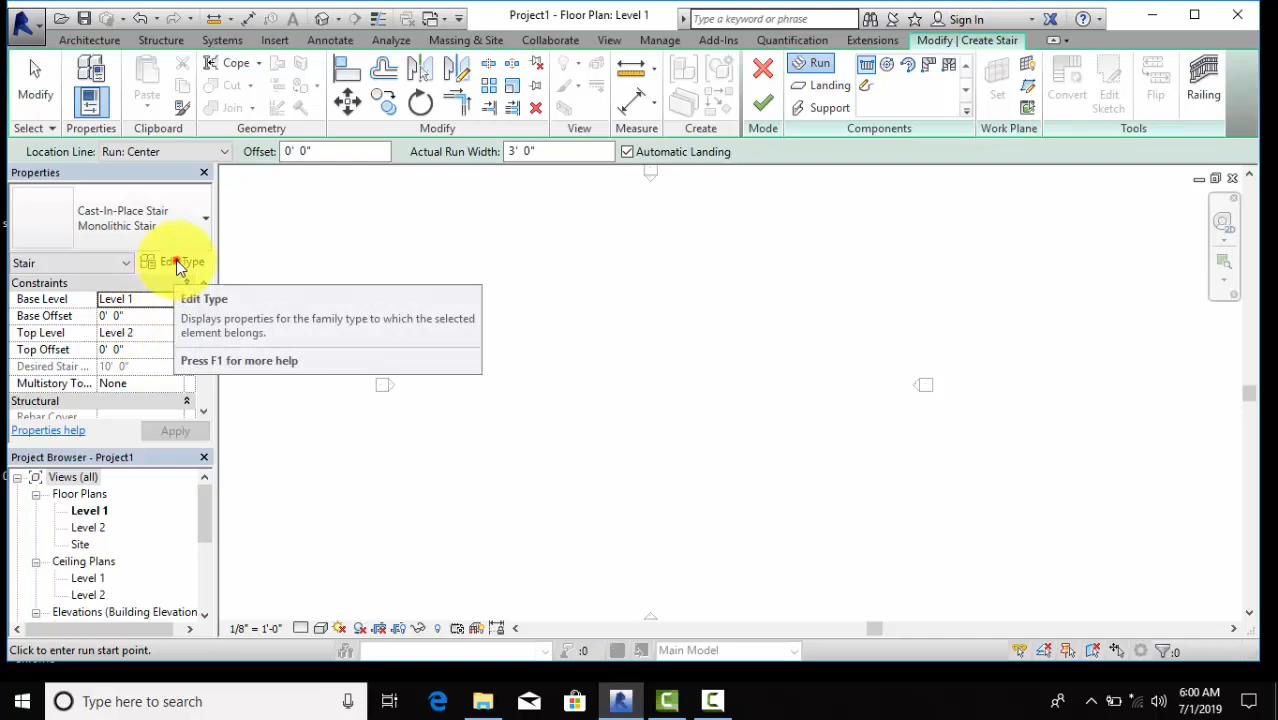 Project1 - Floor Plan: Level 1
Type a keyword or phrase
Sign In
Architecture Structure Systems Insert Annotate Analyze Massing & Site Collaborate View Manage Add-Ins Quantification Extensions Modify | Create Stair
Modify
Paste
Cope
Cut
Join
Set
Run
Landing
Support
Convert
Edit
Sketch
Flip
Railing
Select Properties Clipboard Geometry Modify View Measure Create Mode Components Work Plane Tools
Location Line: Run: Center Offset: 0' 0" Actual Run Width: 3' 0" Automatic Landing
Properties
Cast-In-Place Stair
Monolithic Stair
Stair
Edit Type
Constraints
Base Level Level 1
Base Offset 0' 0"
Top Level Level 2
Top Offset 0' 0"
Desired Stair ... 10' 0"
Multistory To... None
Structural
Rebar Cover
Properties help
Apply
Edit Type
Displays properties for the family type to which the selected
element belongs.
Press F1 for more help
Project Browser - Project1
Views (all)
Floor Plans
Level 1
Level 2
Site
Ceiling Plans
Level 1
Level 2
Elevations (Building Elevation
2D
1/8" = 1'-0"
Click to enter run start point.
:0
Main Model
:0
Type here to search
6:00 AM
7/1/2019